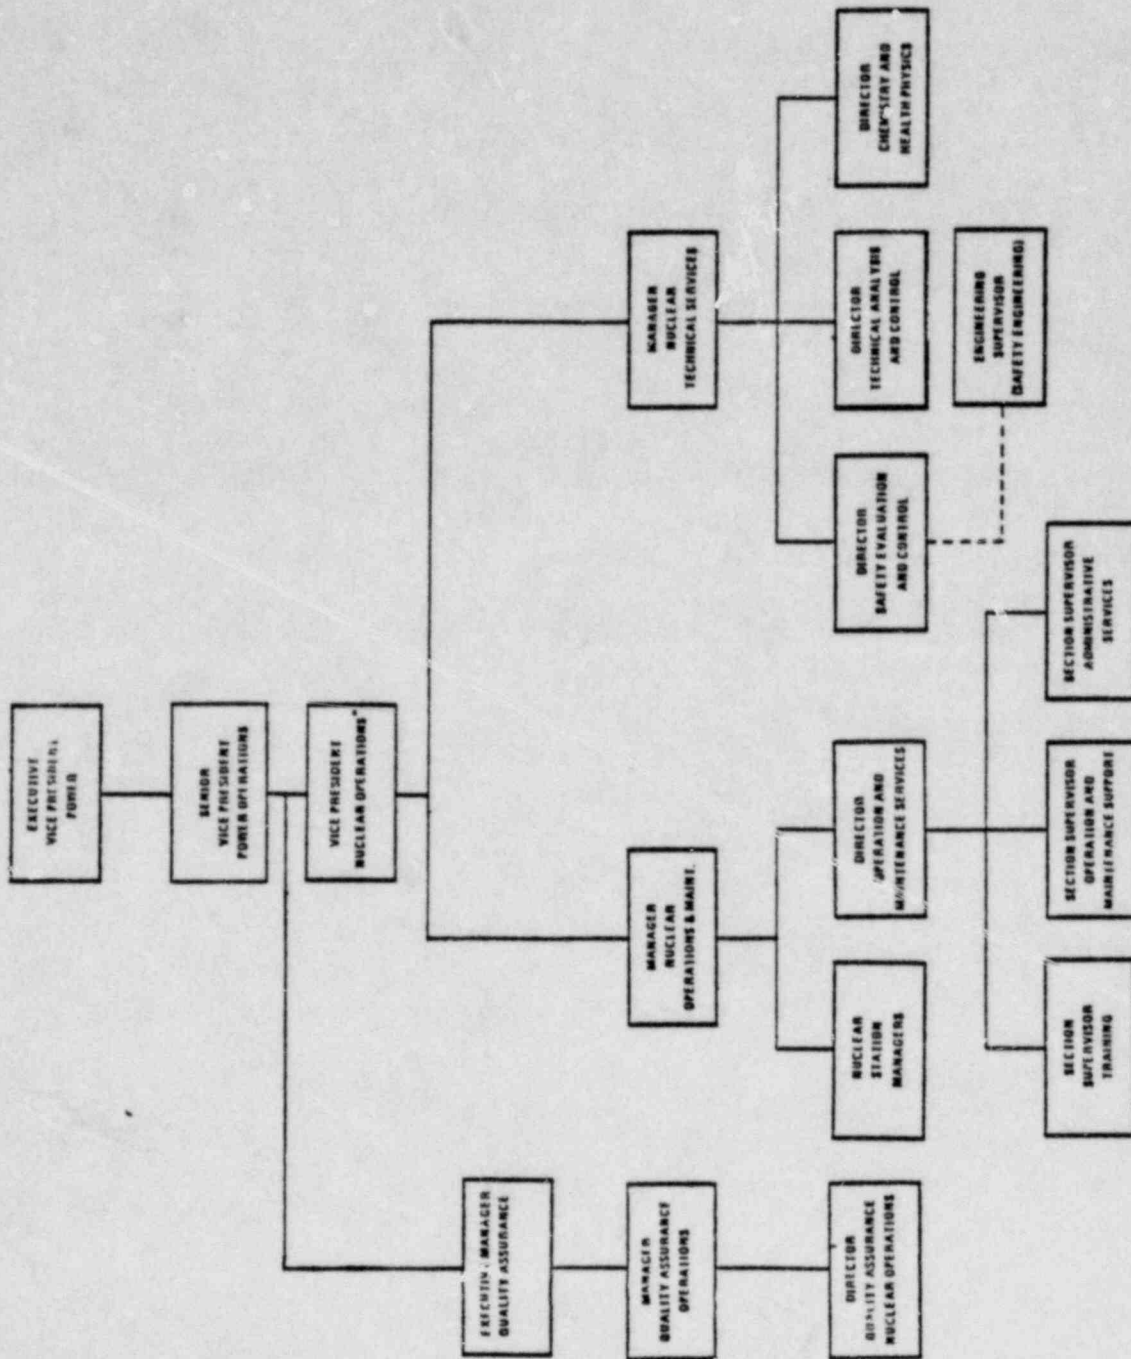 EXECUTIVE
VICE PRESIDENT
POWER
SENIOR
VICE PRESIDENT
POWER OPERATIONS
VICE PRESIDENT
NUCLEAR OPERATIONS*
EXECUTIVE MANAGER
QUALITY ASSURANCE
MANAGER
QUALITY ASSURANCE
OPERATIONS
DIRECTOR
QUALITY ASSURANCE
NUCLEAR OPERATIONS
MANAGER
NUCLEAR
OPERATIONS & MAINT.
NUCLEAR
STATION
MANAGERS
DIRECTOR
OPERATION AND
MAINTENANCE SERVICES
SECTION
SUPERVISOR
TRAINING
SECTION SUPERVISOR
OPERATION AND
MAINTENANCE SUPPORT
SECTION SUPERVISOR
ADMINISTRATIVE
SERVICES
MANAGER
NUCLEAR
TECHNICAL SERVICES
DIRECTOR
SAFETY EVALUATION
AND CONTROL
DIRECTOR
TECHNICAL ANALYSIS
AND CONTROL
DIRECTOR
CHEMISTRY AND
HEALTH PHYSICS
ENGINEERING
SUPERVISOR
(SAFETY ENGINEERING)